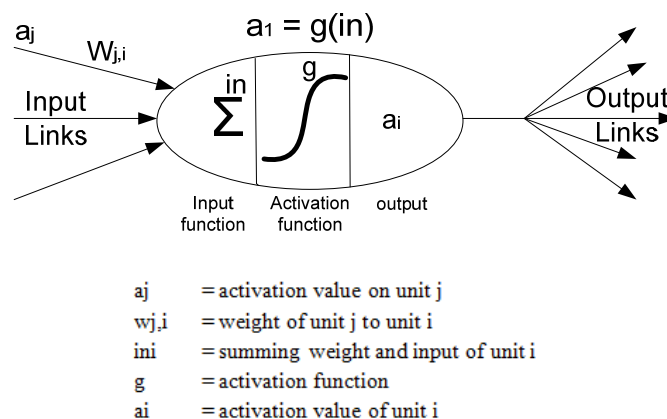 a1 = g(in)
aj
Wj,i
in
g
Σ
Input
Links
ai
Output
Links
Input
function
Activation
function
output
aj = activation value on unit j
wj,i = weight of unit j to unit i
ini = summing weight and input of unit i
g = activation function
ai = activation value of unit i